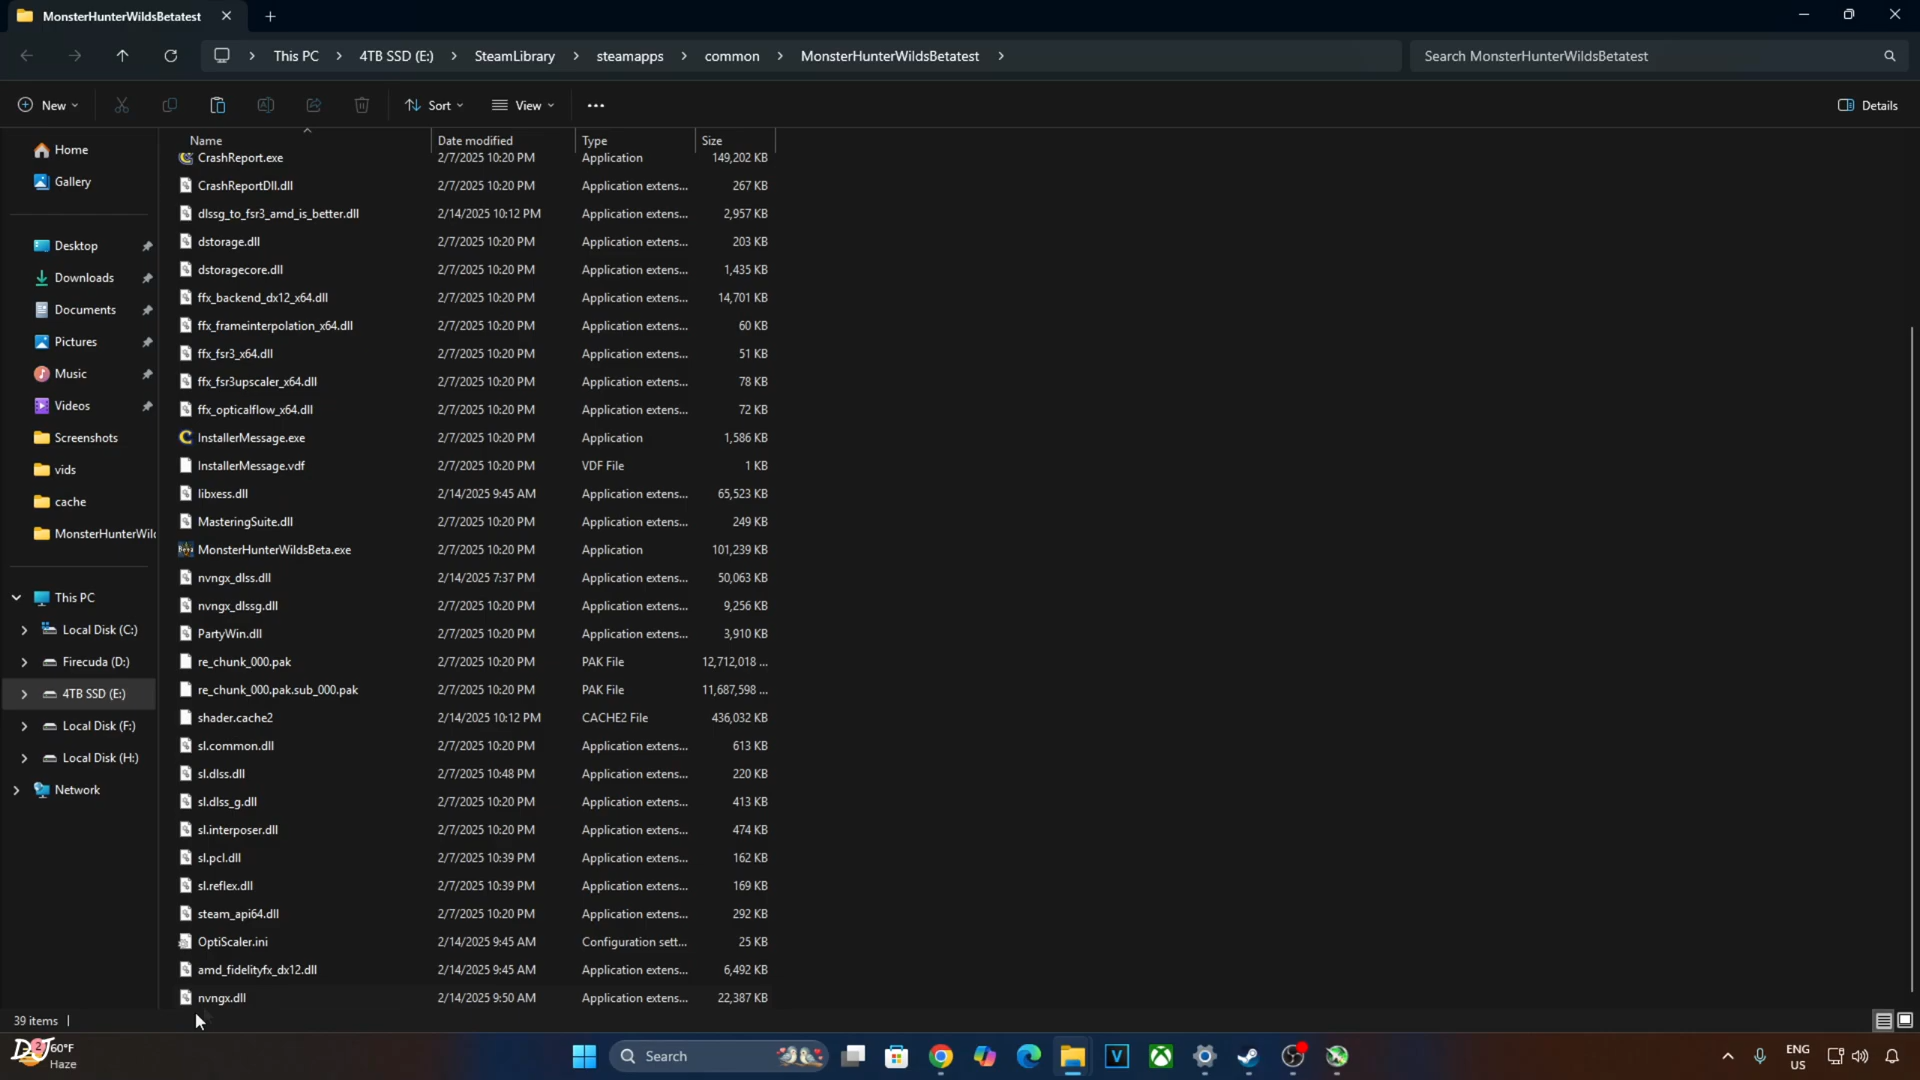 MonsterHunterWildsBetatest
This PC > 4TB SSD (E:) > SteamLibrary > steamapps > common > MonsterHunterWildsBetatest >
Search MonsterHunterWildsBetatest
New Sort View ... Details
Home
Gallery
Desktop
Downloads
Documents
Pictures
Music
Videos
Screenshots
vids
cache
MonsterHunterWild
This PC
Local Disk (C:)
Firecuda (D:)
4TB SSD (E:)
Local Disk (F:)
Local Disk (H:)
Network
Name Date modified Type Size
CrashReport.exe 2/7/2025 10:20 PM Application 149,202 KB
CrashReportDll.dll 2/7/2025 10:20 PM Application extens... 267 KB
dlssg_to_fsr3_amd_is_better.dll 2/14/2025 10:12 PM Application extens... 2,957 KB
dstorage.dll 2/7/2025 10:20 PM Application extens... 203 KB
dstoragecore.dll 2/7/2025 10:20 PM Application extens... 1,435 KB
ffx_backend_dx12_x64.dll 2/7/2025 10:20 PM Application extens... 14,701 KB
ffx_frameinterpolation_x64.dll 2/7/2025 10:20 PM Application extens... 60 KB
ffx_fsr3_x64.dll 2/7/2025 10:20 PM Application extens... 51 KB
ffx_fsr3upscaler_x64.dll 2/7/2025 10:20 PM Application extens... 78 KB
ffx_opticalflow_x64.dll 2/7/2025 10:20 PM Application extens... 72 KB
InstallerMessage.exe 2/7/2025 10:20 PM Application 1,586 KB
InstallerMessage.vdf 2/7/2025 10:20 PM VDF File 1 KB
libxess.dll 2/14/2025 9:45 AM Application extens... 65,523 KB
MasteringSuite.dll 2/7/2025 10:20 PM Application extens... 249 KB
MonsterHunterWildsBeta.exe 2/7/2025 10:20 PM Application 101,239 KB
nvngx_dlss.dll 2/14/2025 7:37 PM Application extens... 50,063 KB
nvngx_dlssg.dll 2/7/2025 10:20 PM Application extens... 9,256 KB
PartyWin.dll 2/7/2025 10:20 PM Application extens... 3,910 KB
re_chunk_000.pak 2/7/2025 10:20 PM PAK File 12,712,018 ...
re_chunk_000.pak.sub_000.pak 2/7/2025 10:20 PM PAK File 11,687,598 ...
shader.cache2 2/14/2025 10:12 PM CACHE2 File 436,032 KB
sl.common.dll 2/7/2025 10:20 PM Application extens... 613 KB
sl.dlss.dll 2/7/2025 10:48 PM Application extens... 220 KB
sl.dlss_g.dll 2/7/2025 10:20 PM Application extens... 413 KB
sl.interposer.dll 2/7/2025 10:20 PM Application extens... 474 KB
sl.pcl.dll 2/7/2025 10:39 PM Application extens... 162 KB
sl.reflex.dll 2/7/2025 10:39 PM Application extens... 169 KB
steam_api64.dll 2/7/2025 10:20 PM Application extens... 292 KB
OptiScaler.ini 2/14/2025 9:45 AM Configuration sett... 25 KB
amd_fidelityfx_dx12.dll 2/14/2025 9:45 AM Application extens... 6,492 KB
nvngx.dll 2/14/2025 9:50 AM Application extens... 22,387 KB
39 items
DJ 2 60°F
Haze
Search
ENG
US